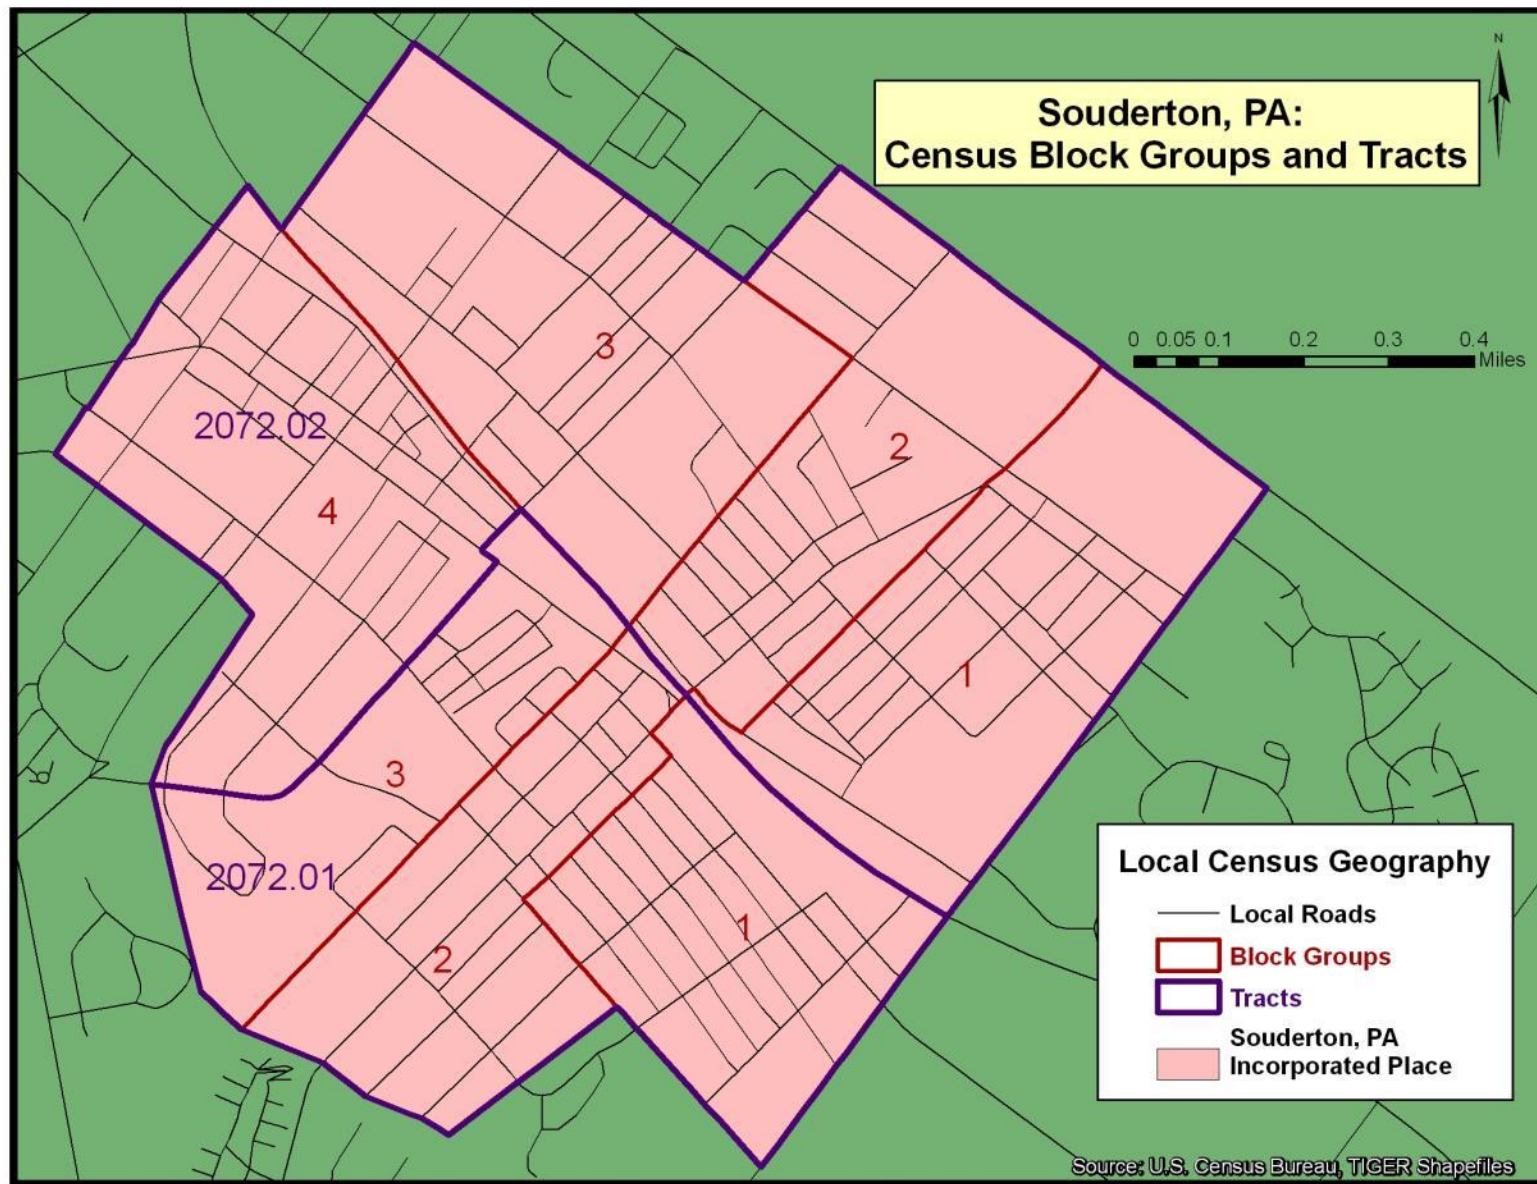 N
Souderton, PA:
Census Block Groups and Tracts
0 0.05 0.1 0.2 0.3 0.4
Miles
3
2
2072.02
4
1
3
2072.01
1
2
Local Census Geography
Local Roads
Block Groups
Tracts
Souderton, PA
Incorporated Place
Source: U.S. Census Bureau, TIGER Shapefiles